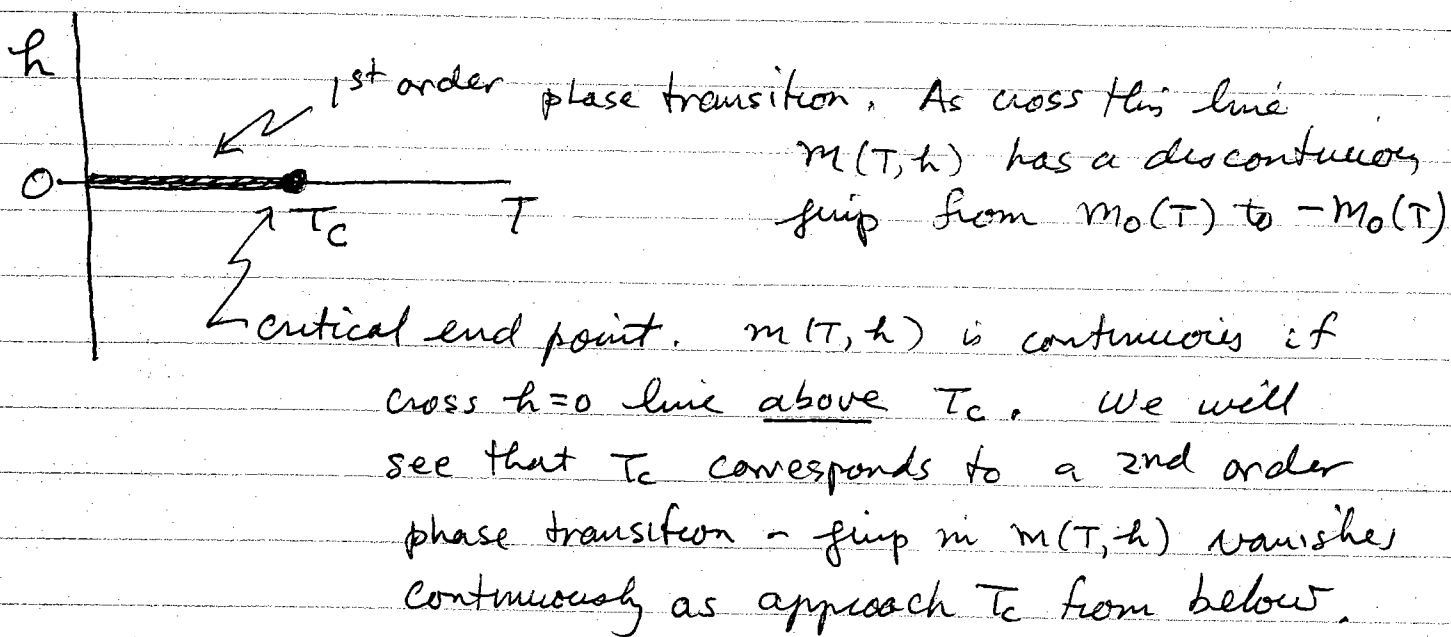 h
1st order phase transition. As cross this line
m(T, h) has a discontinuous
O
Tc T
jump from m₀(T) to -m₀(T)
critical end point. m(T, h) is continuous if
cross h=0 line above Tc. We will
see that Tc corresponds to a 2nd order
phase transition - jump in m(T, h) vanishes
continuously as approach Tc from below.